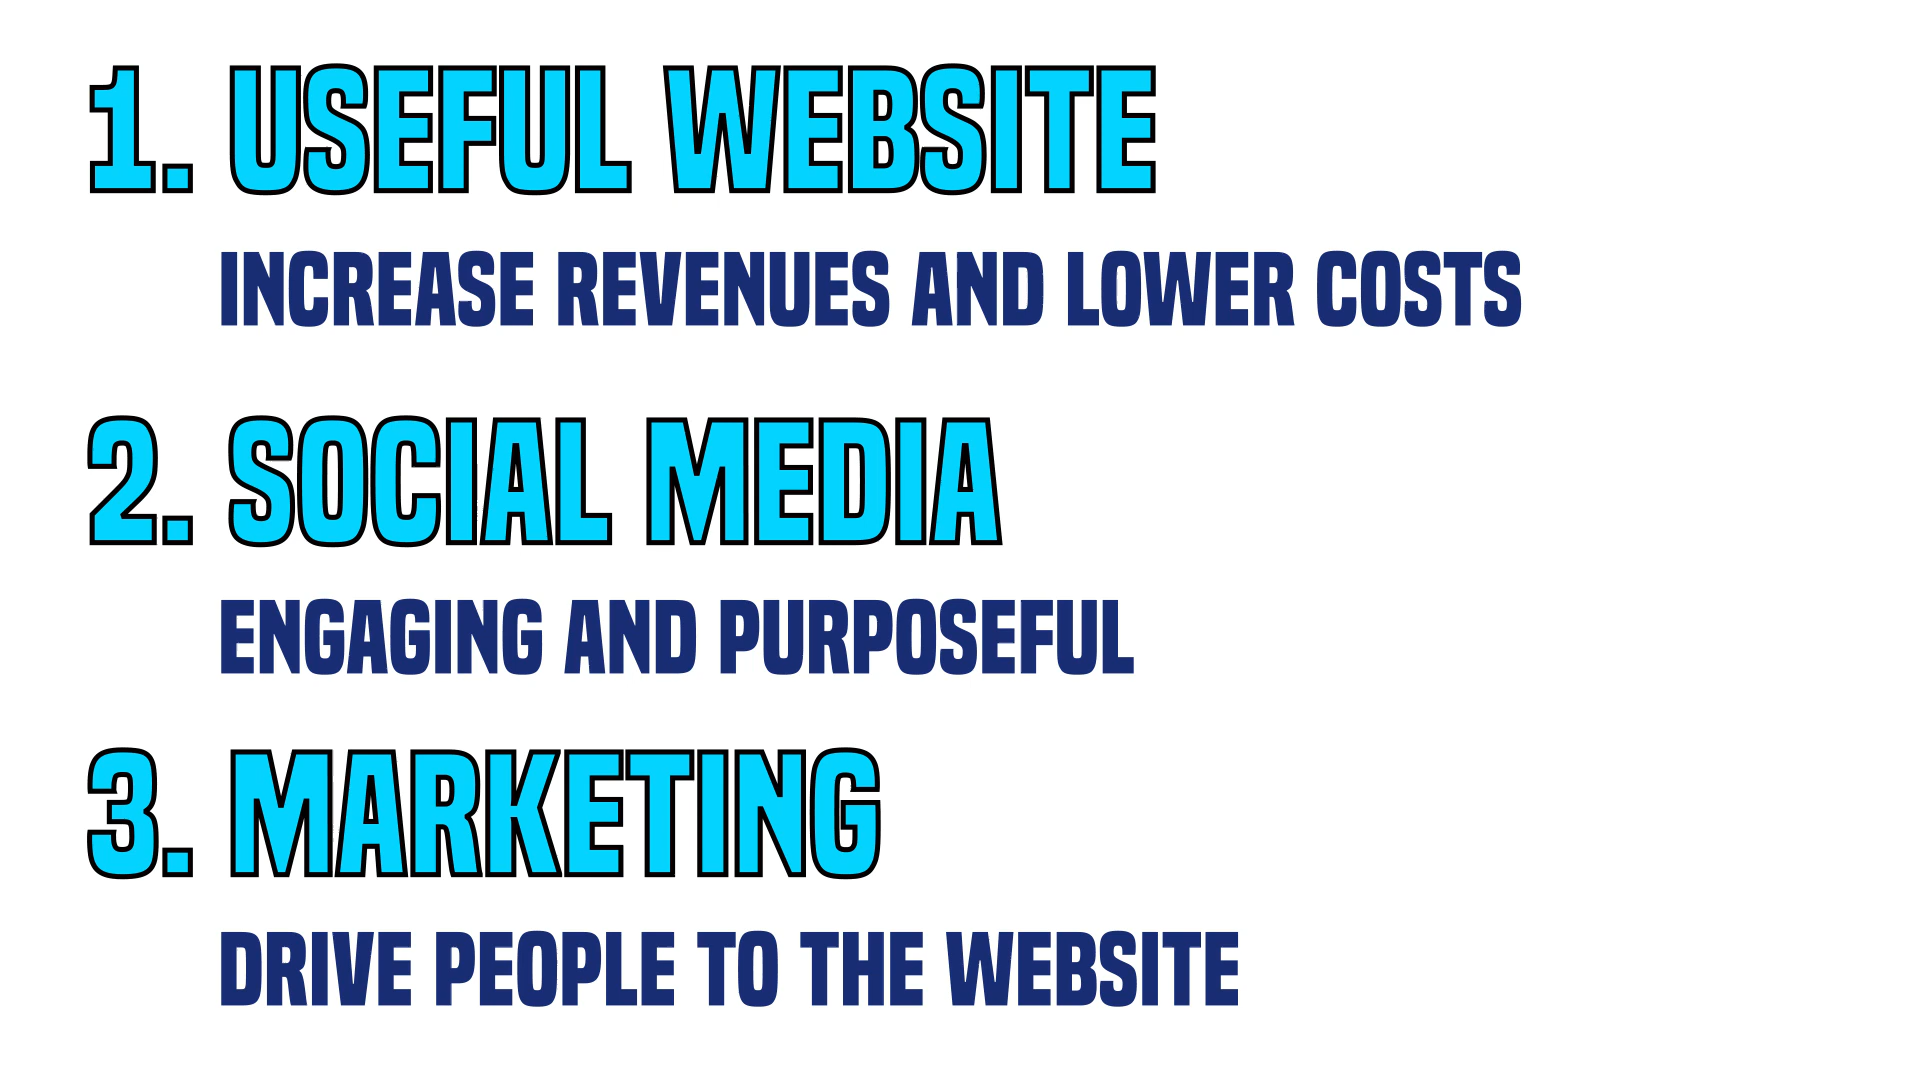 1. USEFUL WEBSITE
INCREASE REVENUES AND LOWER COSTS
2. SOCIAL MEDIA
ENGAGING AND PURPOSEFUL
3. MARKETING
DRIVE PEOPLE TO THE WEBSITE